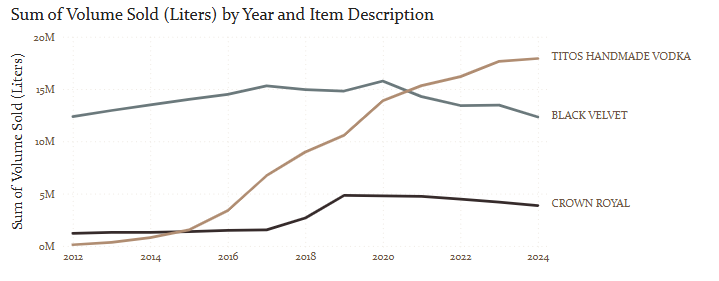 Sum of Volume Sold (Liters) by Year and Item Description
Sum of Volume Sold (Liters)
20M
15M
10M
5M
0M
2012
2014
2016
2018
2020
2022
2024
TITOS HANDMADE VODKA
BLACK VELVET
CROWN ROYAL